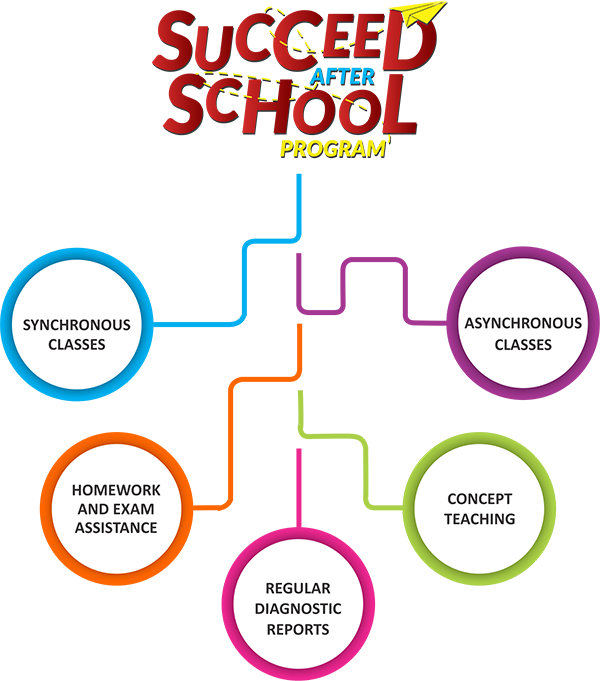 SUCCEED
AFTER
SCHOOL
PROGRAM
SYNCHRONOUS
CLASSES
ASYNCHRONOUS
CLASSES
HOMEWORK
AND EXAM
ASSISTANCE
CONCEPT
TEACHING
REGULAR
DIAGNOSTIC
REPORTS